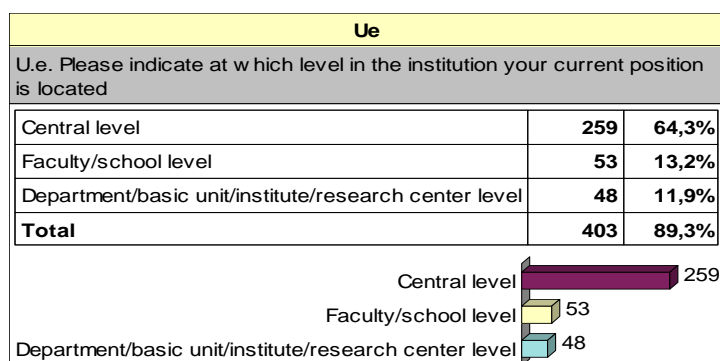 Ue
U.e. Please indicate at which level in the institution your current position
is located
Central level 259 64,3%
Faculty/school level 53 13,2%
Department/basic unit/institute/research center level 48 11,9%
Total 403 89,3%
Central level 259
Faculty/school level 53
Department/basic unit/institute/research center level 48